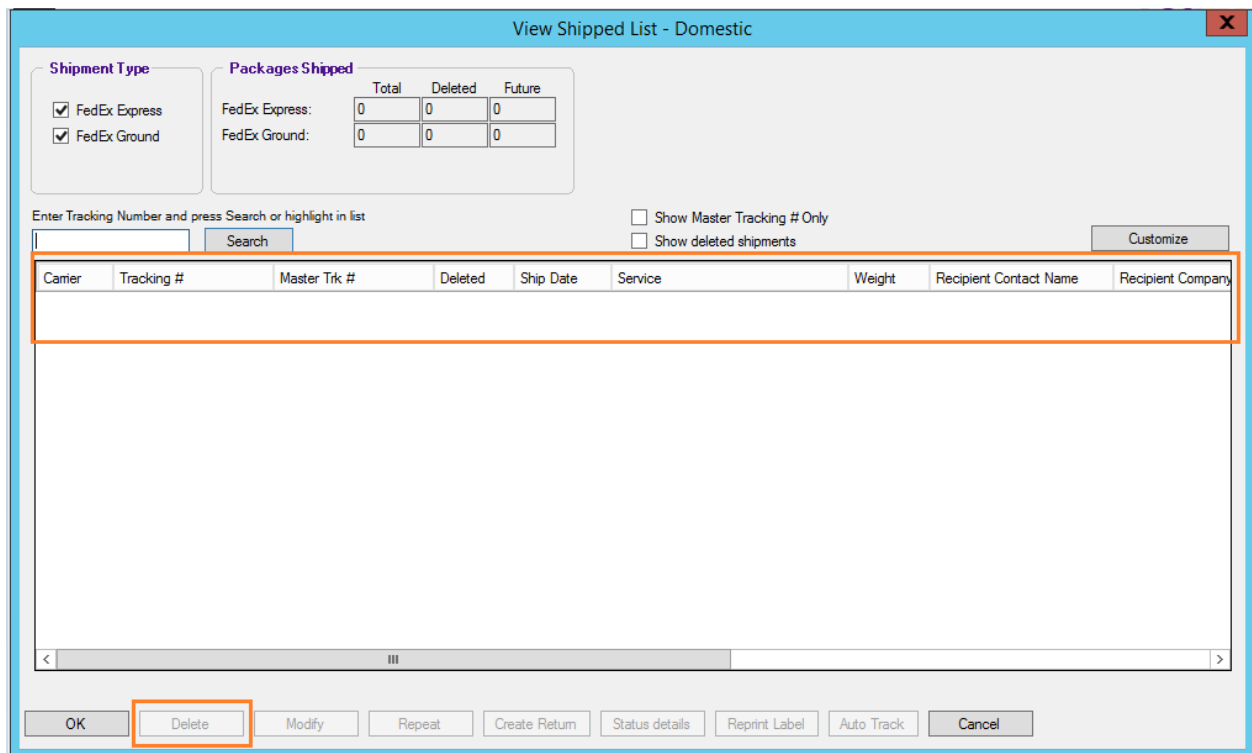 View Shipped List - Domestic
X
Shipment Type
FedEx Express
FedEx Ground
Packages Shipped
Total Deleted Future
FedEx Express: 0 0 0
FedEx Ground: 0 0 0
Enter Tracking Number and press Search or highlight in list
Search
Show Master Tracking # Only
Show deleted shipments
Customize
Carrier Tracking # Master Trk # Deleted Ship Date Service Weight Recipient Contact Name Recipient Company
OK Delete Modify Repeat Create Return Status details Reprint Label Auto Track Cancel